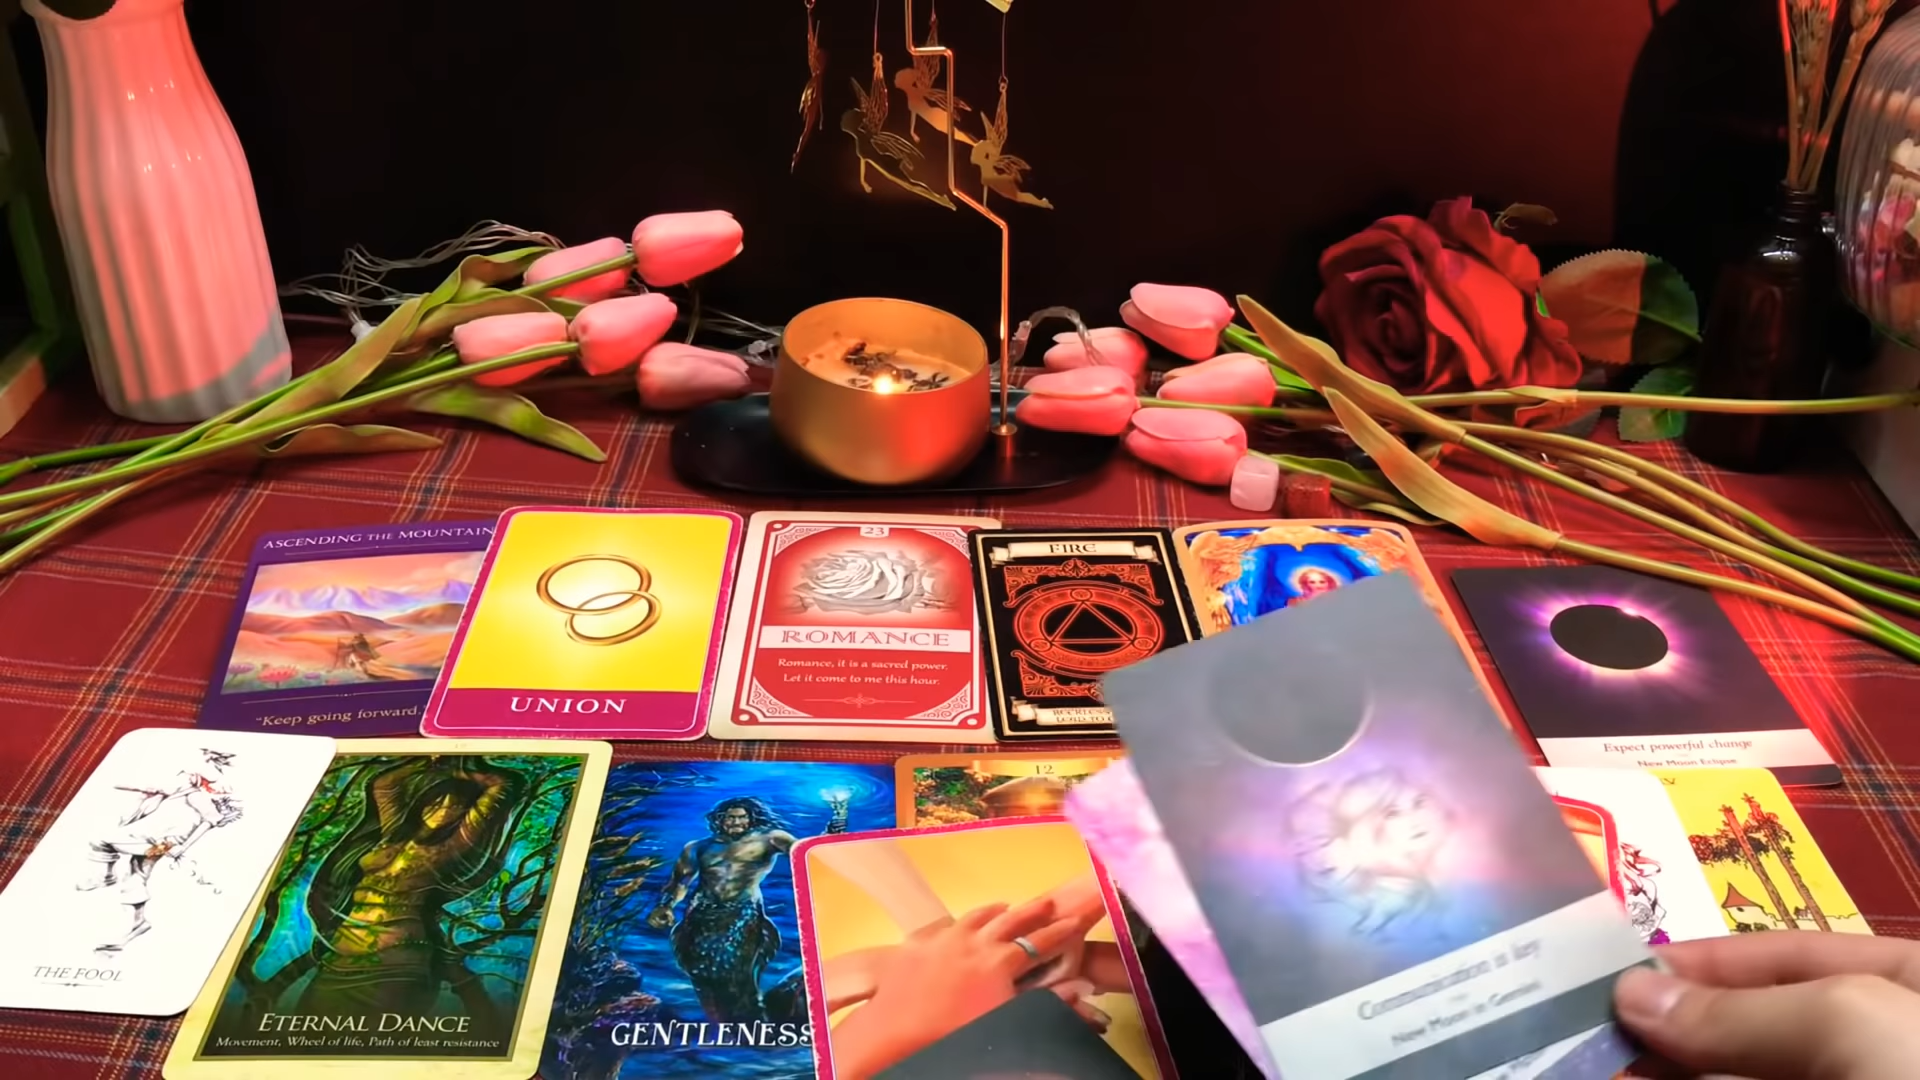 ASCENDING THE MOUNTAIN
"Keep going forward.
UNION
23
ROMANCE
Romance, it is a sacred power.
Let it come to me this hour.
FIRE
Expect powerful change
New Moon Eclipse
THE FOOL
ETERNAL DANCE
Movement, Wheel of life, Path of least resistance
GENTLENESS
12
Communication is key
New Moon in Gemini